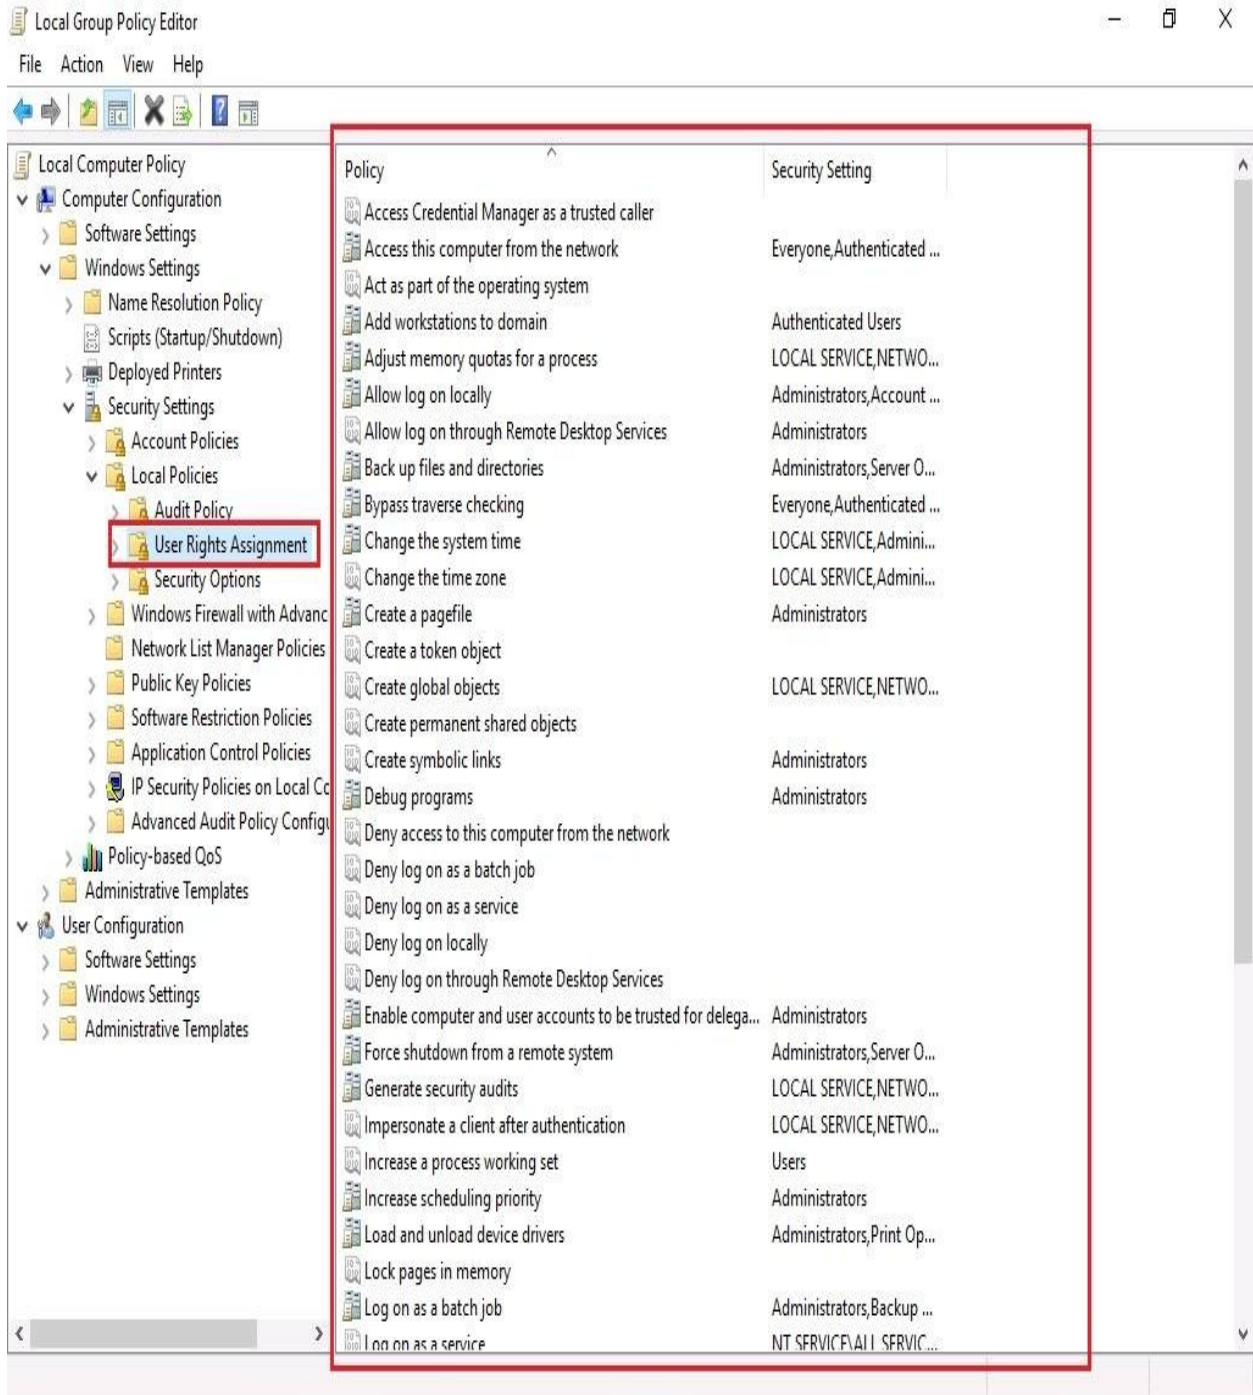 Local Group Policy Editor
File Action View Help
Local Computer Policy
Computer Configuration
Software Settings
Windows Settings
Name Resolution Policy
Scripts (Startup/Shutdown)
Deployed Printers
Security Settings
Account Policies
Local Policies
Audit Policy
User Rights Assignment
Security Options
Windows Firewall with Advanc
Network List Manager Policies
Public Key Policies
Software Restriction Policies
Application Control Policies
IP Security Policies on Local Co
Advanced Audit Policy Configu
Policy-based QoS
Administrative Templates
User Configuration
Software Settings
Windows Settings
Administrative Templates
Policy Security Setting
Access Credential Manager as a trusted caller
Access this computer from the network Everyone,Authenticated ...
Act as part of the operating system
Add workstations to domain Authenticated Users
Adjust memory quotas for a process LOCAL SERVICE,NETWO...
Allow log on locally Administrators,Account ...
Allow log on through Remote Desktop Services Administrators
Back up files and directories Administrators,Server O...
Bypass traverse checking Everyone,Authenticated ...
Change the system time LOCAL SERVICE,Admini...
Change the time zone LOCAL SERVICE,Admini...
Create a pagefile Administrators
Create a token object
Create global objects LOCAL SERVICE,NETWO...
Create permanent shared objects
Create symbolic links Administrators
Debug programs Administrators
Deny access to this computer from the network
Deny log on as a batch job
Deny log on as a service
Deny log on locally
Deny log on through Remote Desktop Services
Enable computer and user accounts to be trusted for delega... Administrators
Force shutdown from a remote system Administrators,Server O...
Generate security audits LOCAL SERVICE,NETWO...
Impersonate a client after authentication LOCAL SERVICE,NETWO...
Increase a process working set Users
Increase scheduling priority Administrators
Load and unload device drivers Administrators,Print Op...
Lock pages in memory
Log on as a batch job Administrators,Backup ...
Log on as a service NT SERVICE\ALL SERVIC...